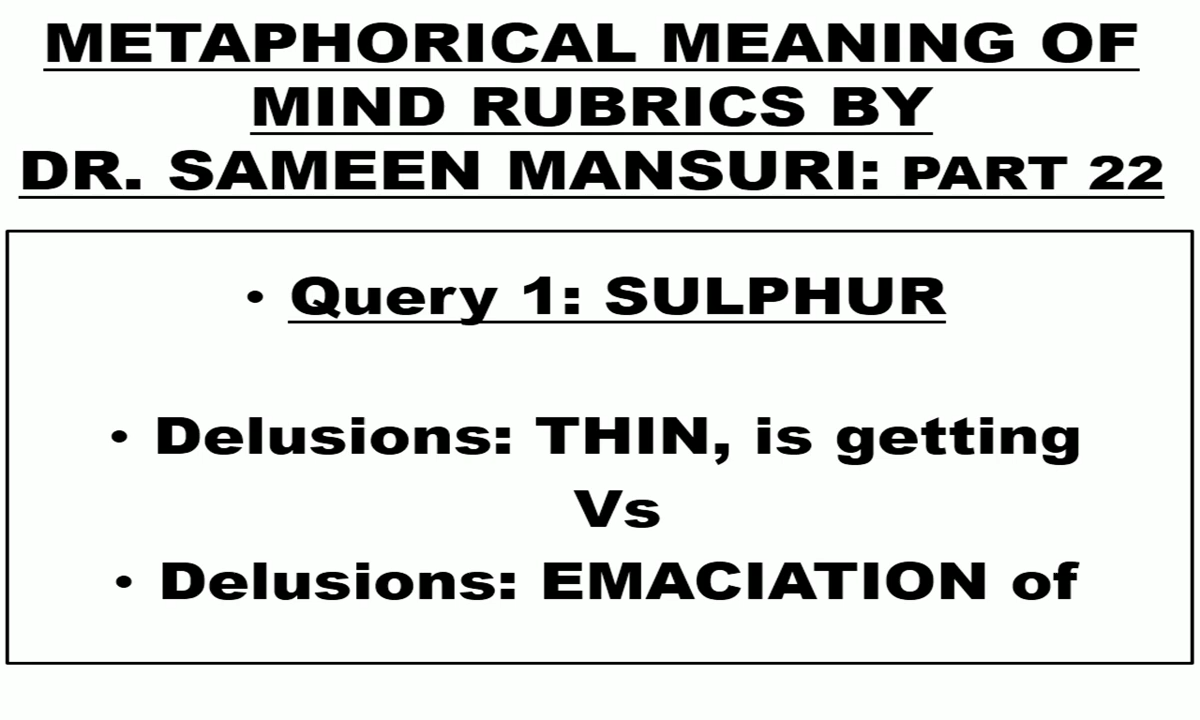 METAPHORICAL MEANING OF
MIND RUBRICS BY
DR. SAMEEN MANSURI: PART 22
• Query 1: SULPHUR
• Delusions: THIN, is getting
Vs
• Delusions: EMACIATION of